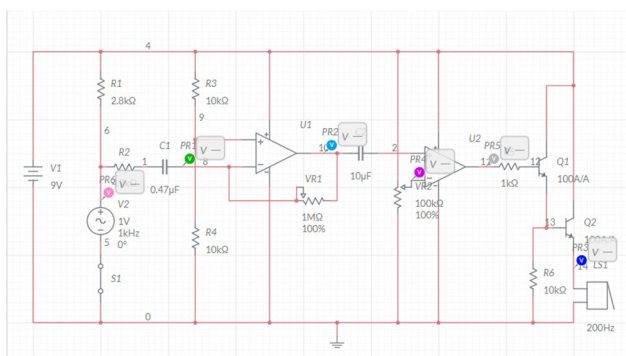 4
R1
2.8kΩ
R3
10kΩ
9
6
U1
PR2
V
10
10µF
2
U2
PR5
V
R2
1
C1
PR1
V
8
0.47µF
PR4
V
1kΩ
12
Q1
100A/A
V1
9V
PR6
V
V2
1V
1kHz
0°
VR1
1MΩ
100%
VR2
100kΩ
100%
13
Q2
PR3
V
14
LS1
5
S1
R4
10kΩ
R6
10kΩ
200Hz
0